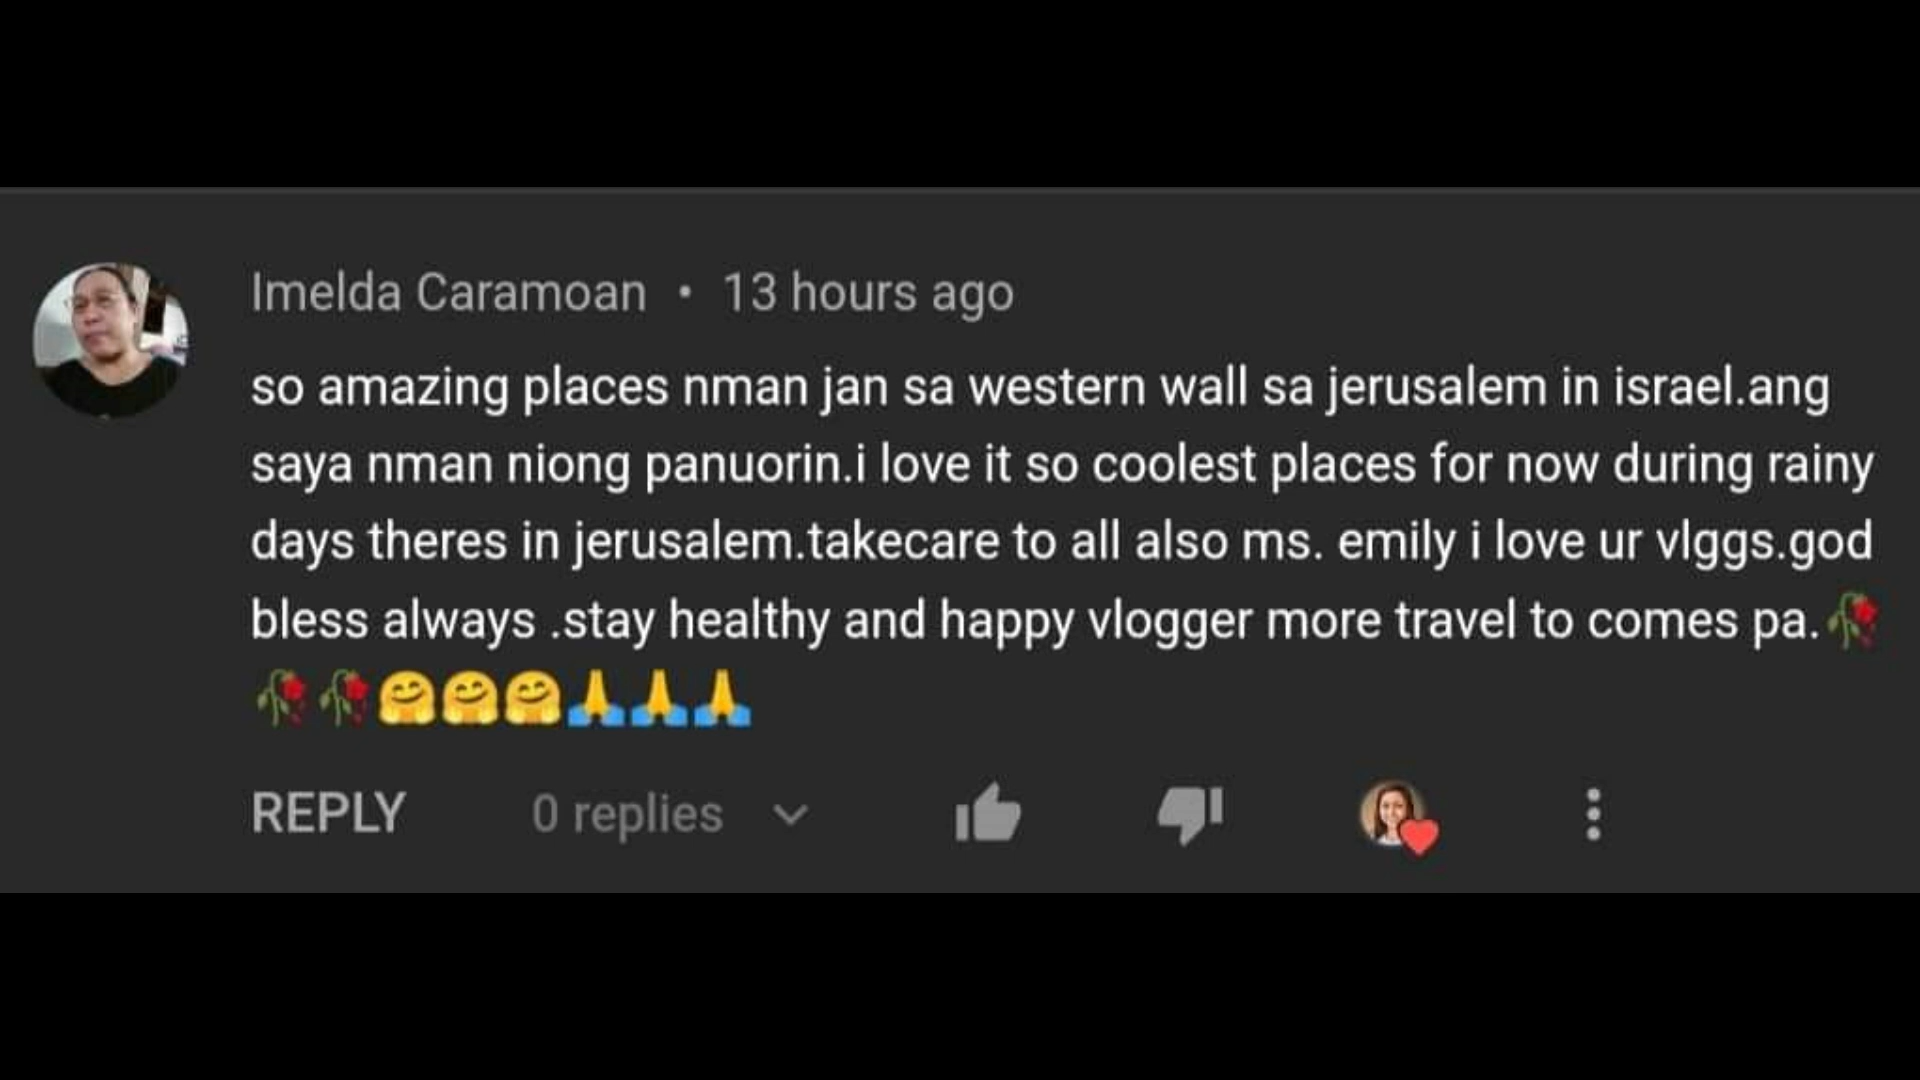 Imelda Caramoan • 13 hours ago
so amazing places nman jan sa western wall sa jerusalem in israel.ang
saya nman niong panuorin.i love it so coolest places for now during rainy
days theres in jerusalem.takecare to all also ms. emily i love ur vlggs.god
bless always .stay healthy and happy vlogger more travel to comes pa.🥀
🥀🥀🤗🤗🤗🙏🙏🙏
REPLY 0 replies